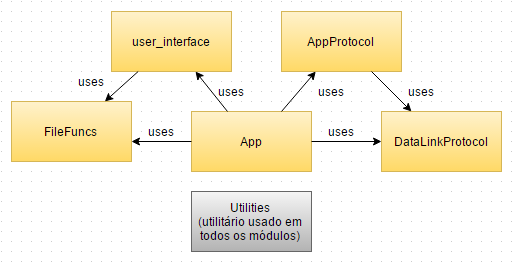 user_interface
AppProtocol
uses
uses
uses
uses
FileFuncs
uses
App
uses
DataLinkProtocol
Utilities
(utilitário usado em
todos os módulos)